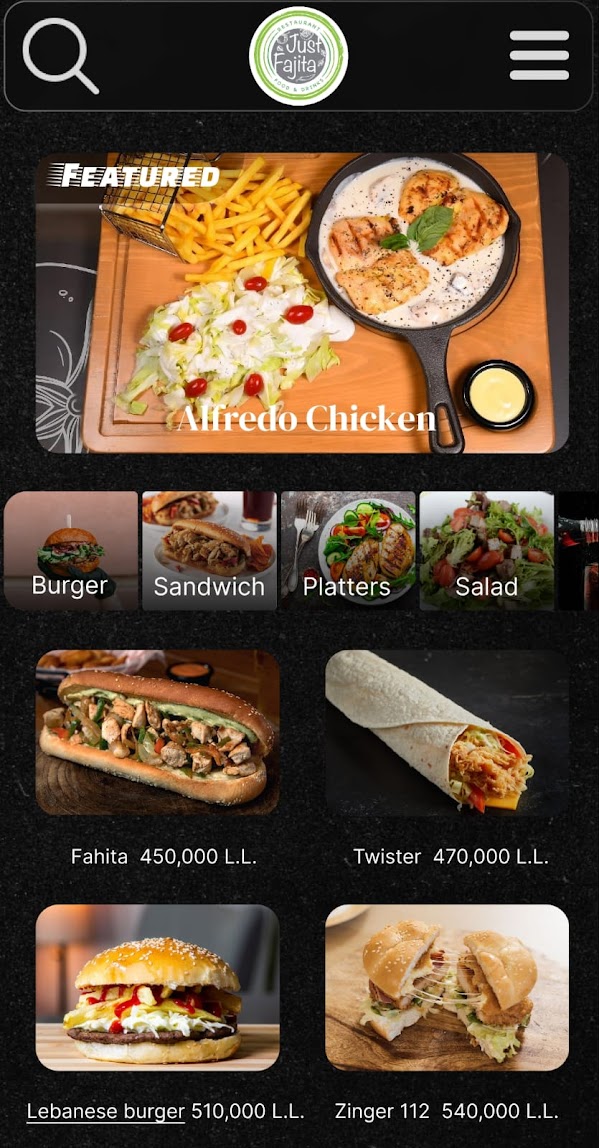 RESTAURANT
Just
Fajita
FOOD & DRINKS
FEATURED
Alfredo Chicken
Burger
Sandwich
Platters
Salad
Fahita 450,000 L.L.
Twister 470,000 L.L.
Lebanese burger 510,000 L.L.
Zinger 112 540,000 L.L.